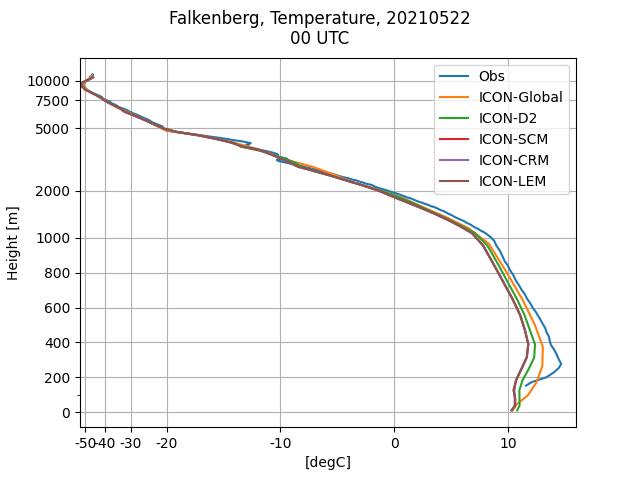 Falkenberg, Temperature, 20210522
00 UTC
Height [m]
10000
7500
5000
2000
1000
800
600
400
200
0
Obs
ICON-Global
ICON-D2
ICON-SCM
ICON-CRM
ICON-LEM
-50 -40 -30 -20 -10 0 10
[degC]